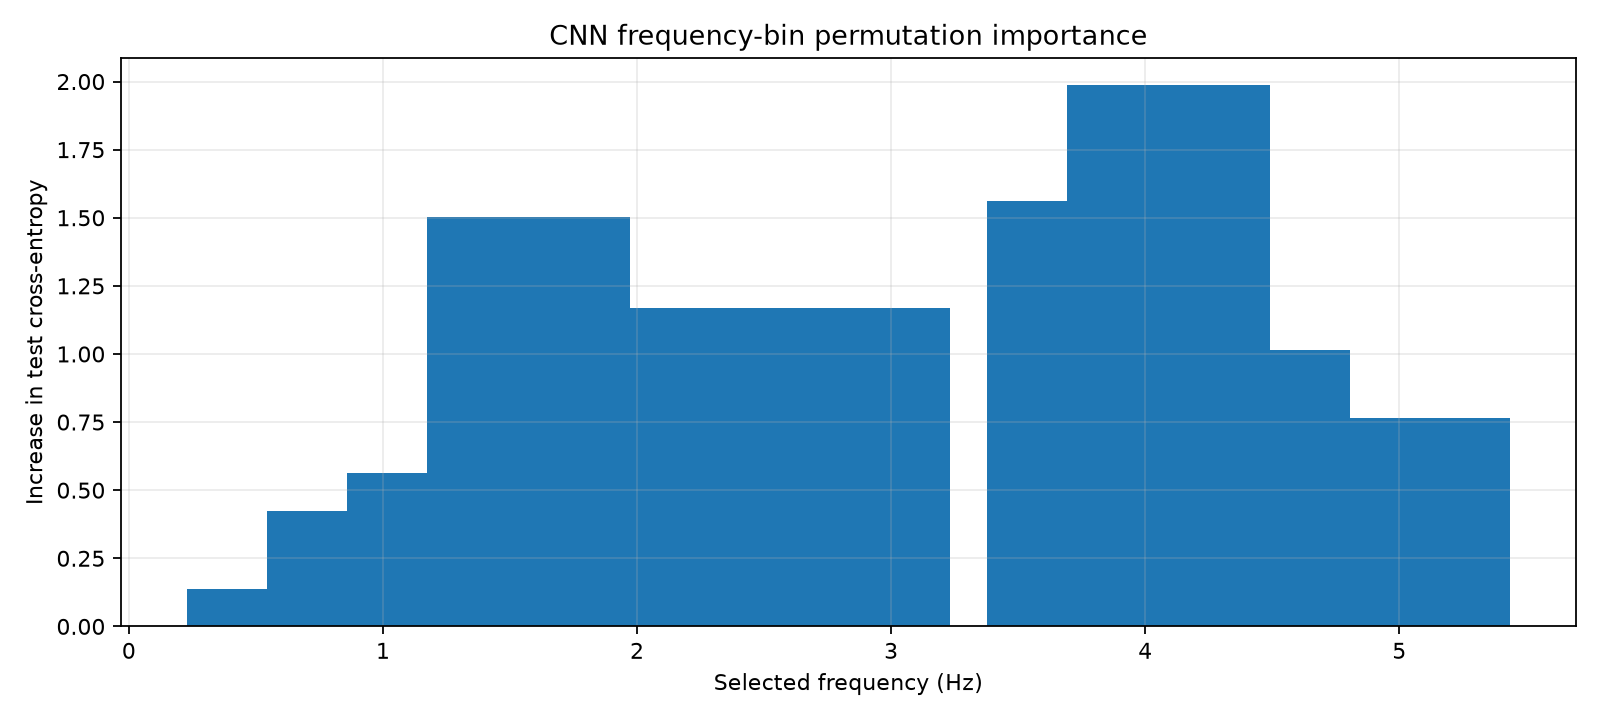 CNN frequency-bin permutation importance
Increase in test cross-entropy
2.00
1.75
1.50
1.25
1.00
0.75
0.50
0.25
0.00
0 1 2 3 4 5
Selected frequency (Hz)